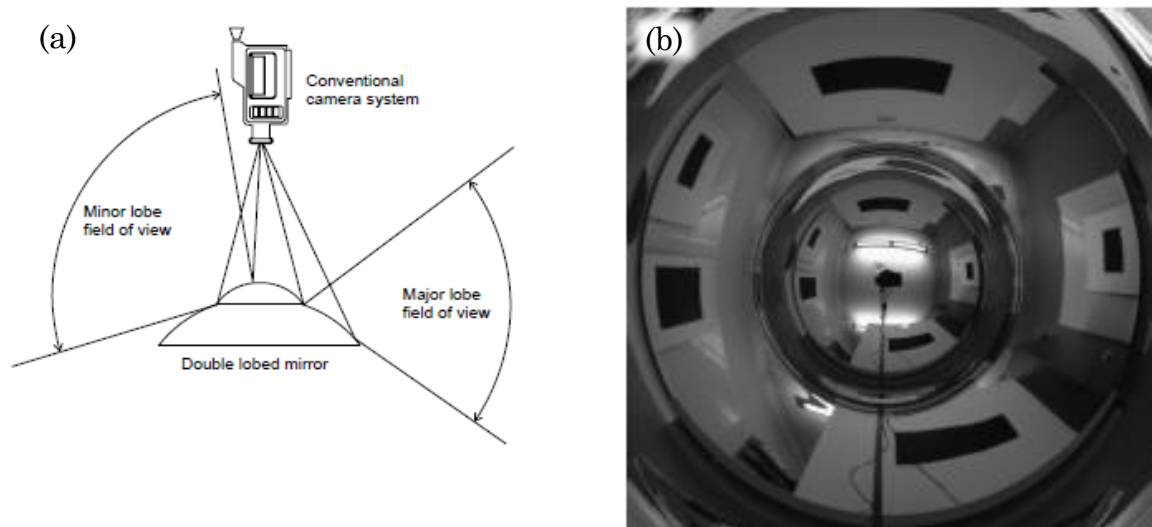 (a)
Conventional
camera system
Minor lobe
field of view
Major lobe
field of view
Double lobed mirror
(b)